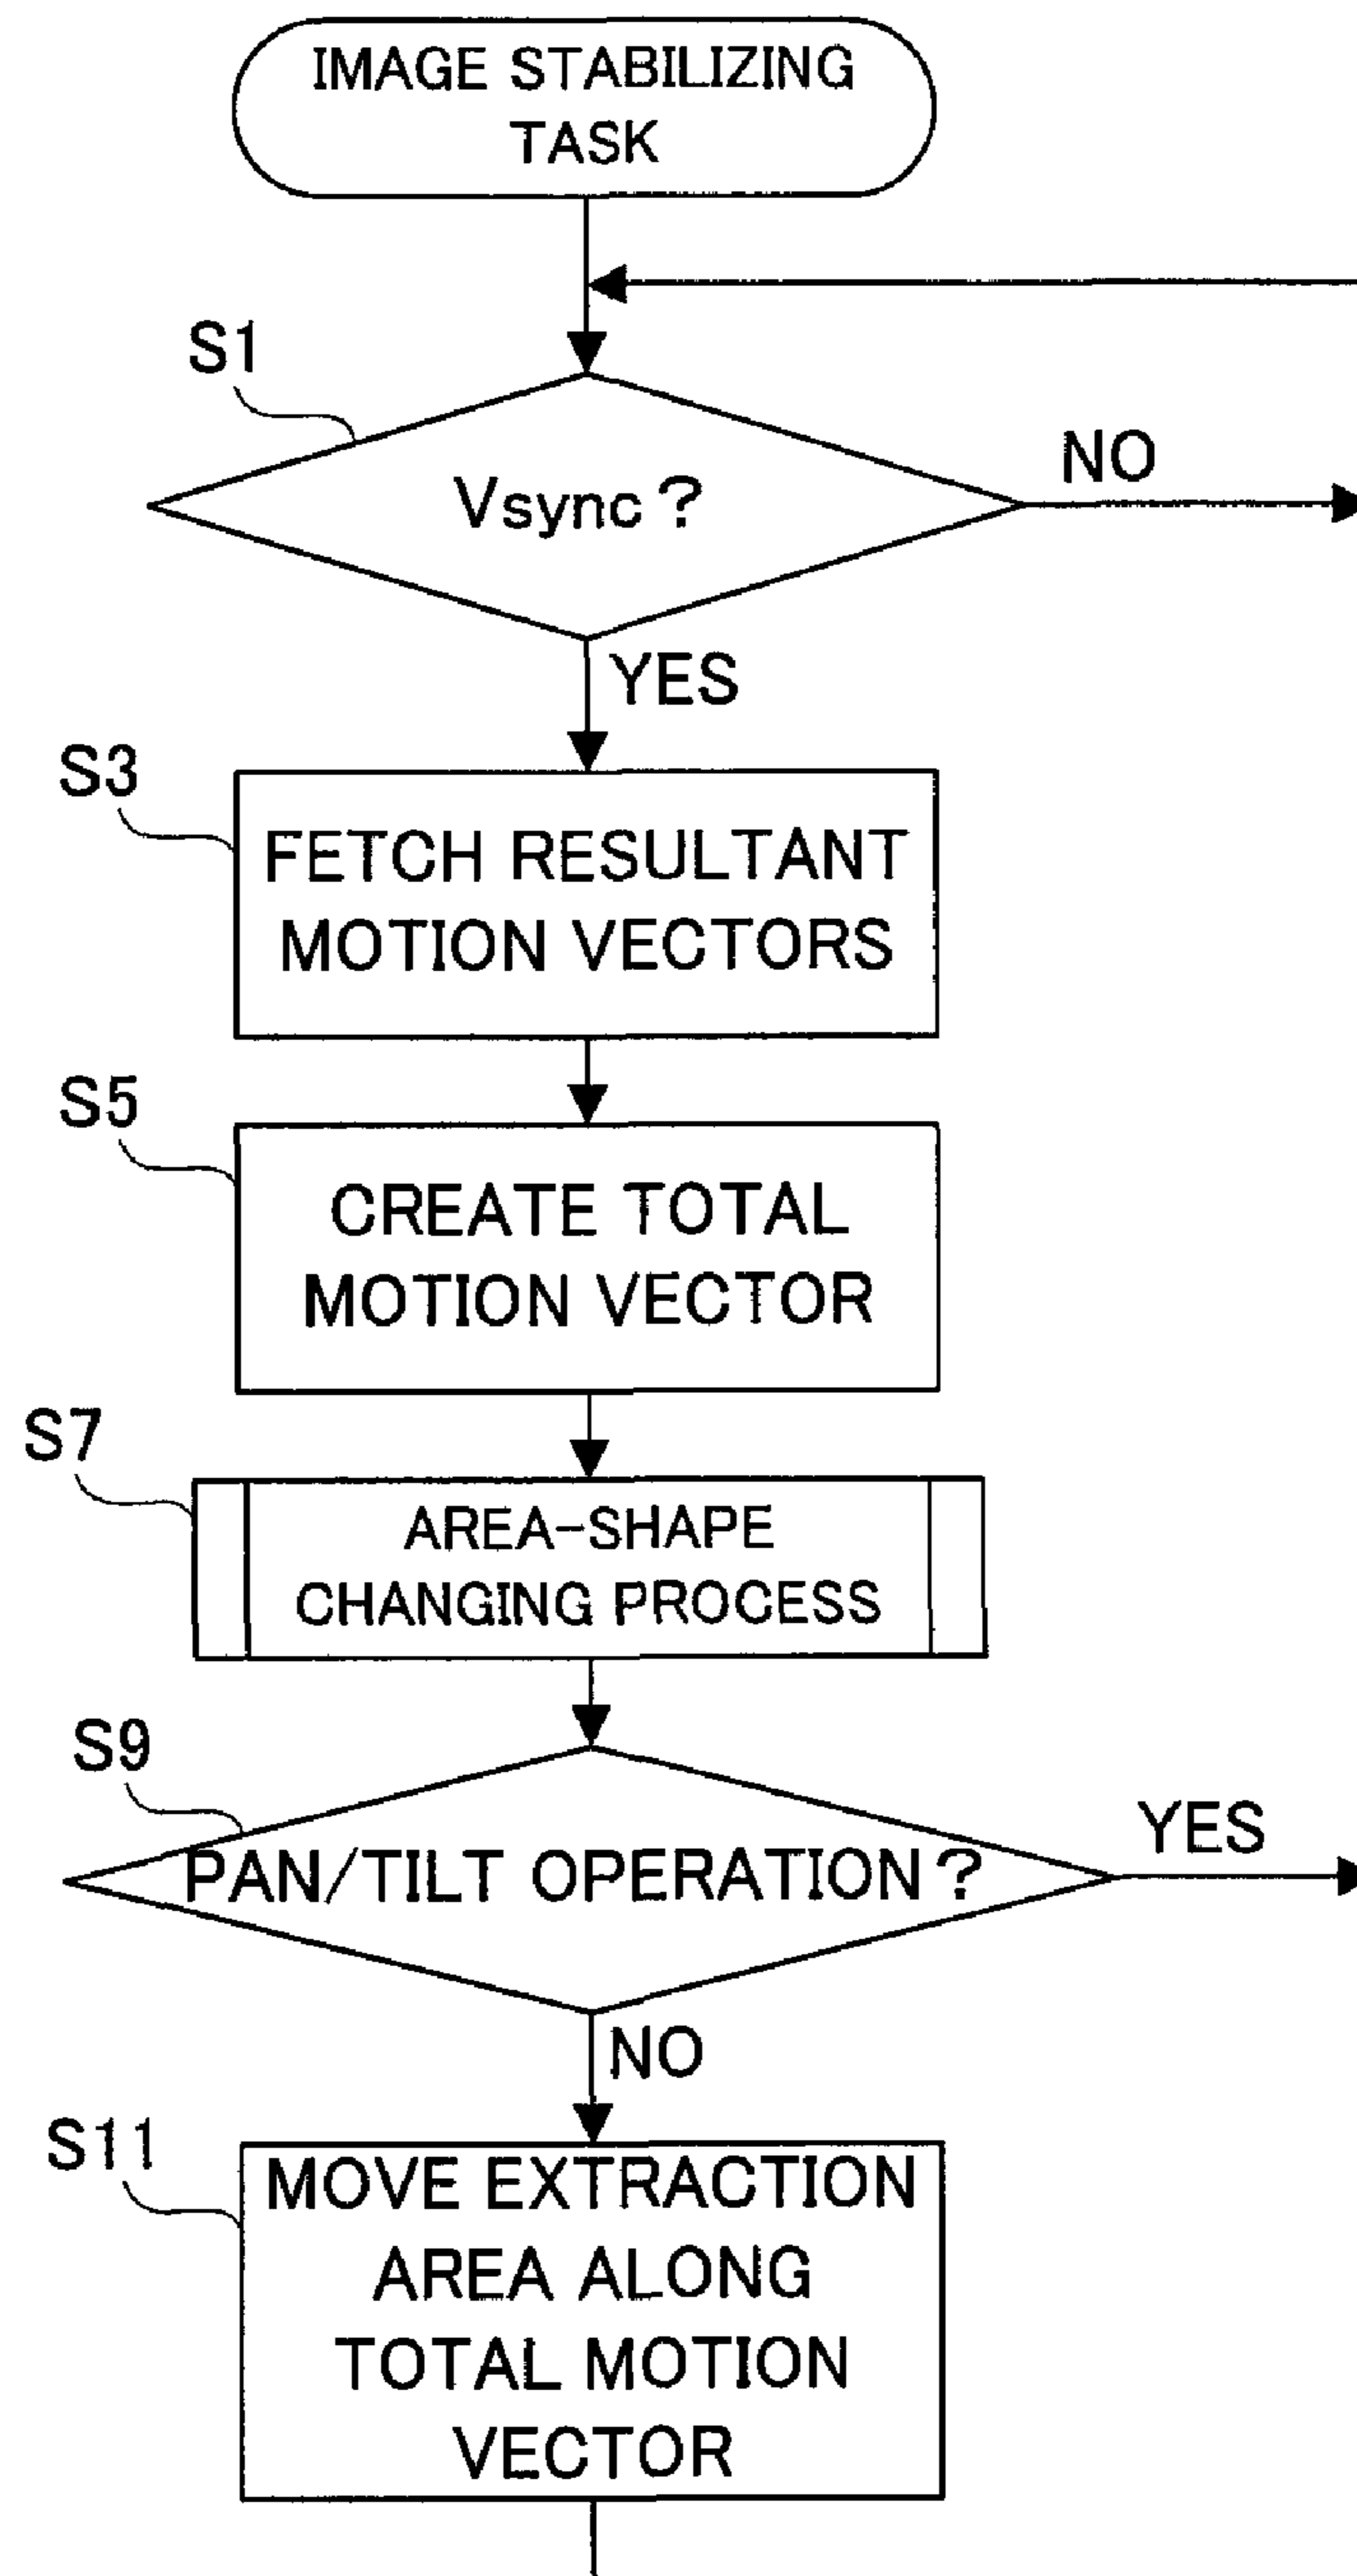 IMAGE STABILIZING
TASK
S1
Vsync?
NO
YES
S3
FETCH RESULTANT
MOTION VECTORS
S5
CREATE TOTAL
MOTION VECTOR
S7
AREA-SHAPE
CHANGING PROCESS
S9
PAN/TILT OPERATION?
YES
NO
S11
MOVE EXTRACTION
AREA ALONG
TOTAL MOTION
VECTOR